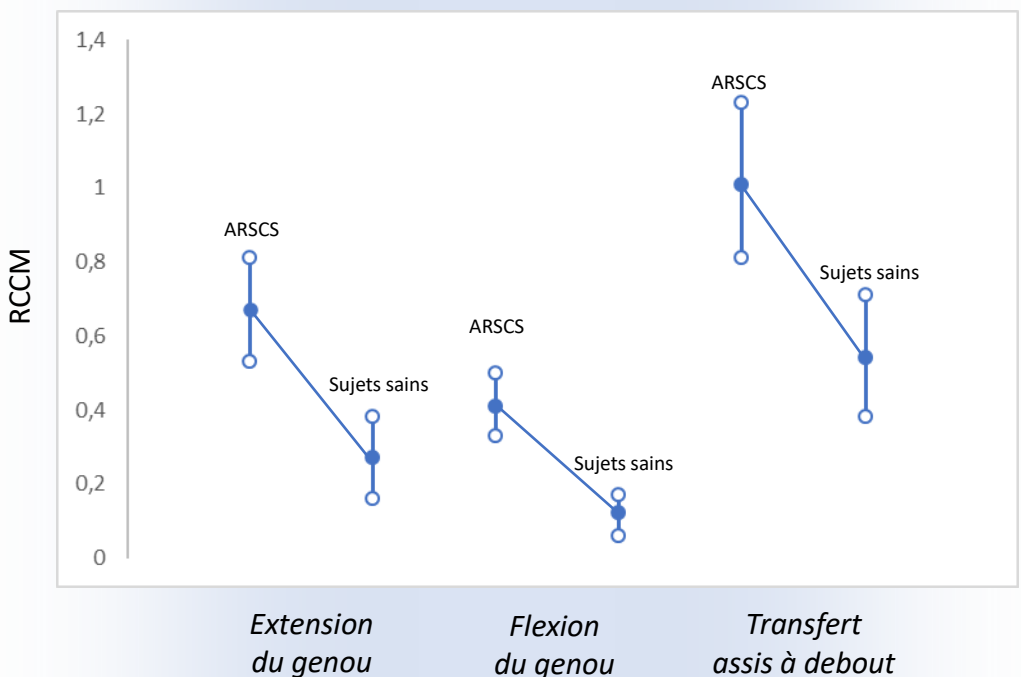 1,4
1,2
1
0,8
0,6
0,4
0,2
0
RCCM
ARSCS
Sujets sains
ARSCS
Sujets sains
ARSCS
Sujets sains
Extension
du genou
Flexion
du genou
Transfert
assis à debout